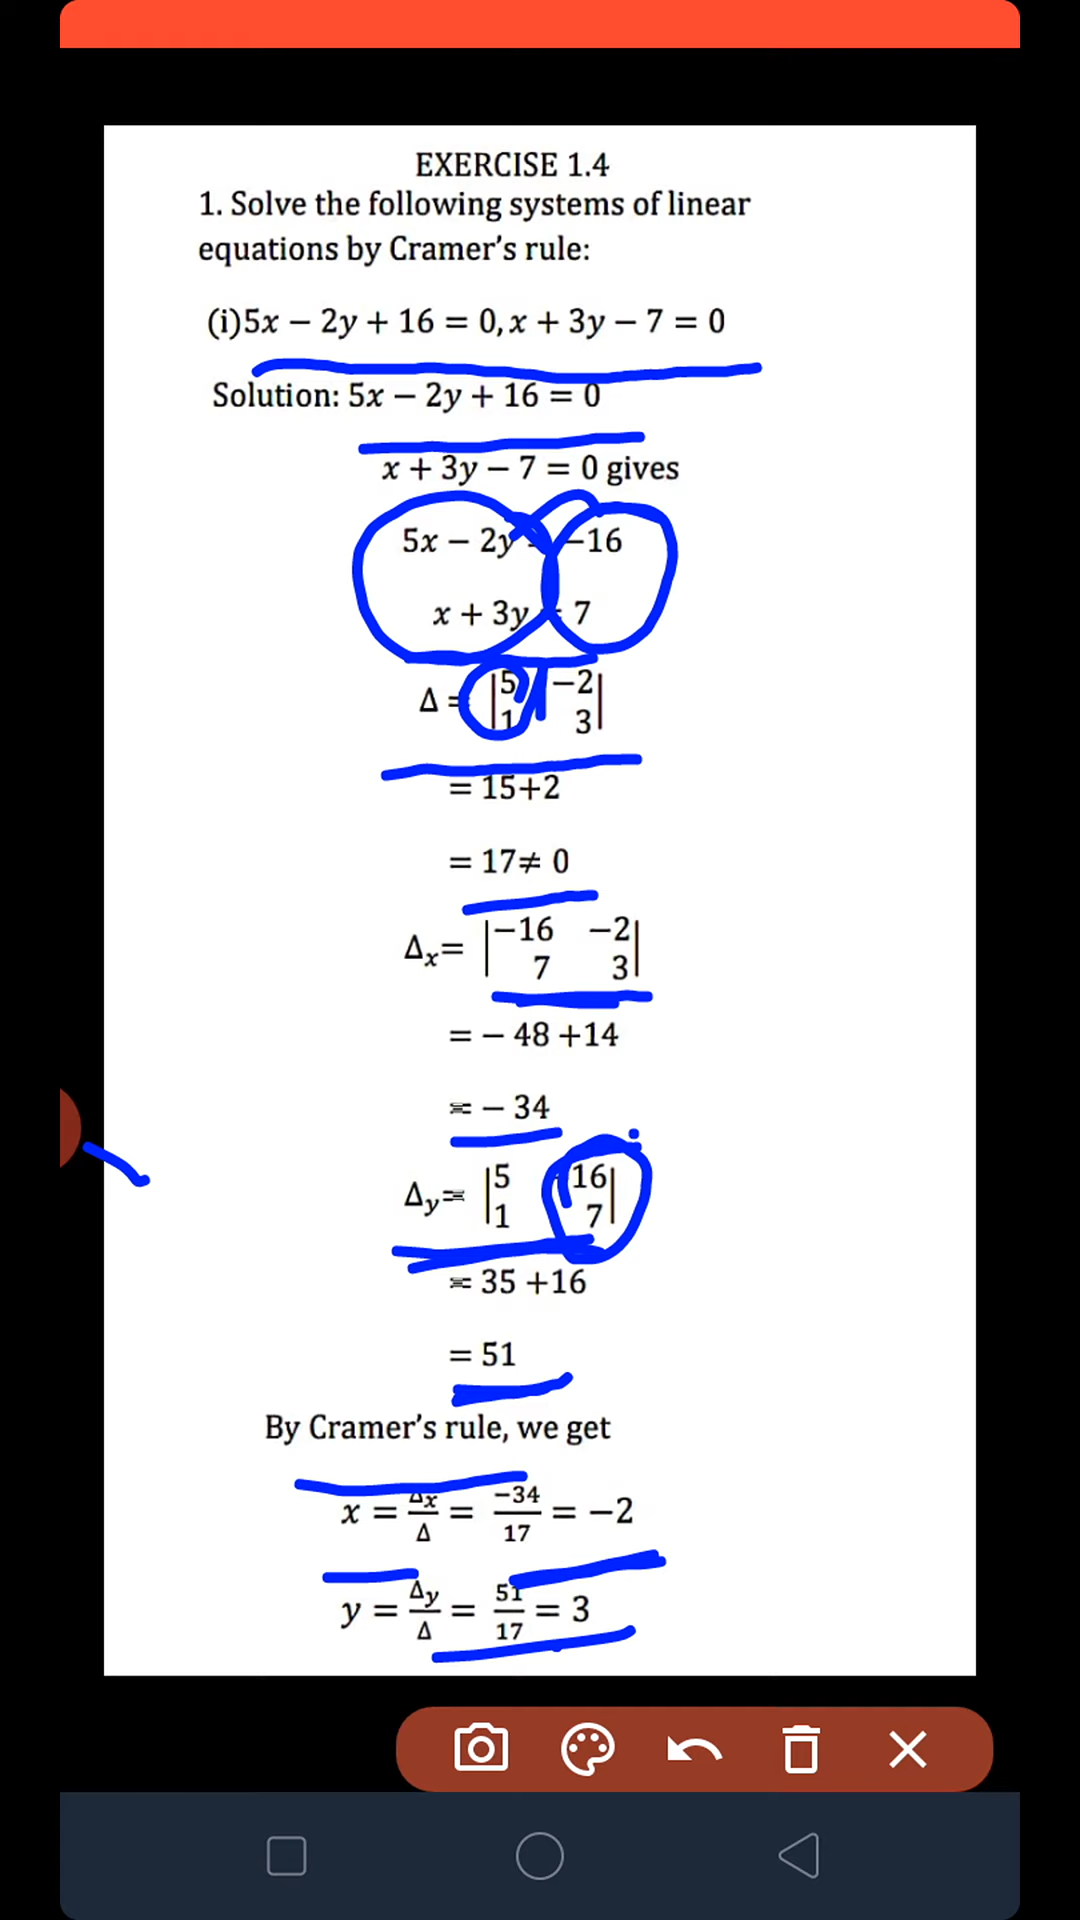 EXERCISE 1.4
1. Solve the following systems of linear
equations by Cramer’s rule:
(i)5x − 2y + 16 = 0, x + 3y − 7 = 0
Solution: 5x − 2y + 16 = 0
x + 3y − 7 = 0 gives
5x − 2y = −16
x + 3y = 7
Δ = |5 −2|
|1 3|
= 15+2
= 17≠ 0
Δx= |−16 −2|
|7 3|
= − 48 +14
= − 34
Δy= |5 16|
|1 7|
= 35 +16
= 51
By Cramer’s rule, we get
x = Δx/Δ = −34/17 = −2
y = Δy/Δ = 51/17 = 3